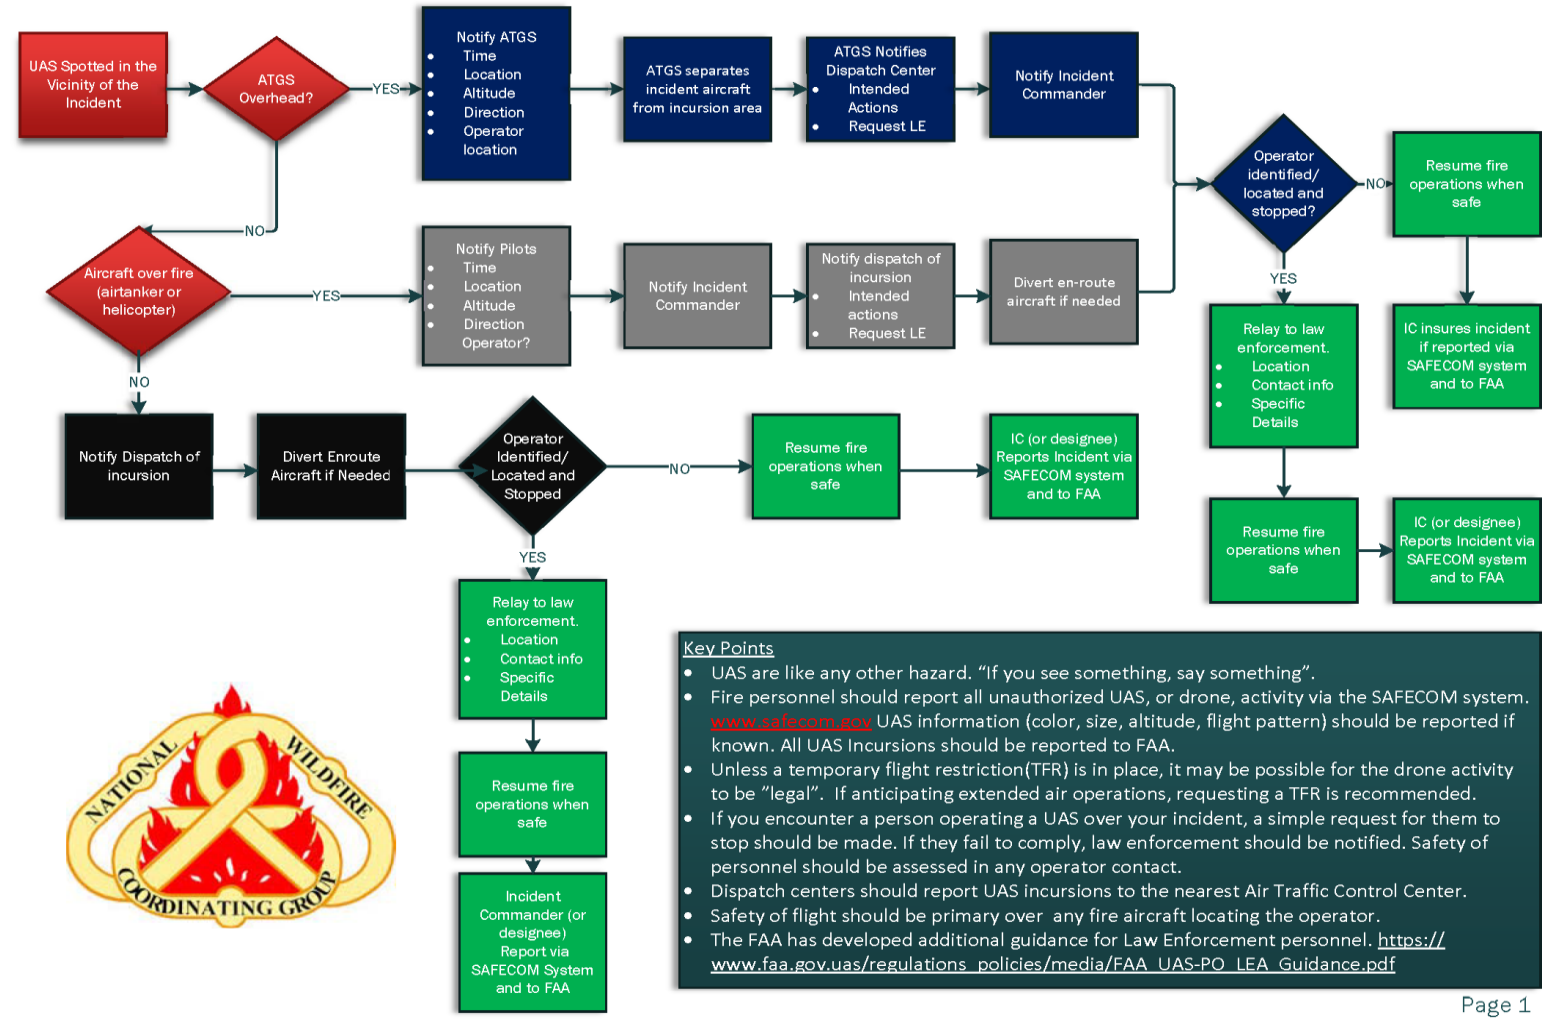 UAS Spotted in the
Vicinity of the
Incident
ATGS
Overhead?
YES
Notify ATGS
• Time
• Location
• Altitude
• Direction
• Operator
location
ATGS separates
incident aircraft
from incursion area
ATGS Notifies
Dispatch Center
• Intended
Actions
• Request LE
Notify Incident
Commander
Operator
identified/
located and
stopped?
NO
Resume fire
operations when
safe
IC insures incident
if reported via
SAFECOM system
and to FAA
YES
Relay to law
enforcement.
• Location
• Contact info
• Specific
Details
Resume fire
operations when
safe
IC (or designee)
Reports Incident via
SAFECOM system
and to FAA
NO
Aircraft over fire
(airtanker or
helicopter)
YES
Notify Pilots
• Time
• Location
• Altitude
• Direction
Operator?
Notify Incident
Commander
Notify dispatch of
incursion
• Intended
actions
• Request LE
Divert en-route
aircraft if needed
NO
Notify Dispatch of
incursion
Divert Enroute
Aircraft if Needed
Operator
Identified/
Located and
Stopped
NO
Resume fire
operations when
safe
IC (or designee)
Reports Incident via
SAFECOM system
and to FAA
YES
Relay to law
enforcement.
• Location
• Contact info
• Specific
Details
Resume fire
operations when
safe
Incident
Commander (or
designee)
Report via
SAFECOM System
and to FAA
NATIONAL
WILDFIRE
COORDINATING GROUP
Key Points
• UAS are like any other hazard. “If you see something, say something”.
• Fire personnel should report all unauthorized UAS, or drone, activity via the SAFECOM system.
www.safecom.gov UAS information (color, size, altitude, flight pattern) should be reported if
known. All UAS Incursions should be reported to FAA.
• Unless a temporary flight restriction(TFR) is in place, it may be possible for the drone activity
to be ”legal”. If anticipating extended air operations, requesting a TFR is recommended.
• If you encounter a person operating a UAS over your incident, a simple request for them to
stop should be made. If they fail to comply, law enforcement should be notified. Safety of
personnel should be assessed in any operator contact.
• Dispatch centers should report UAS incursions to the nearest Air Traffic Control Center.
• Safety of flight should be primary over any fire aircraft locating the operator.
• The FAA has developed additional guidance for Law Enforcement personnel. https://
www.faa.gov.uas/regulations_policies/media/FAA_UAS-PO_LEA_Guidance.pdf
Page 1